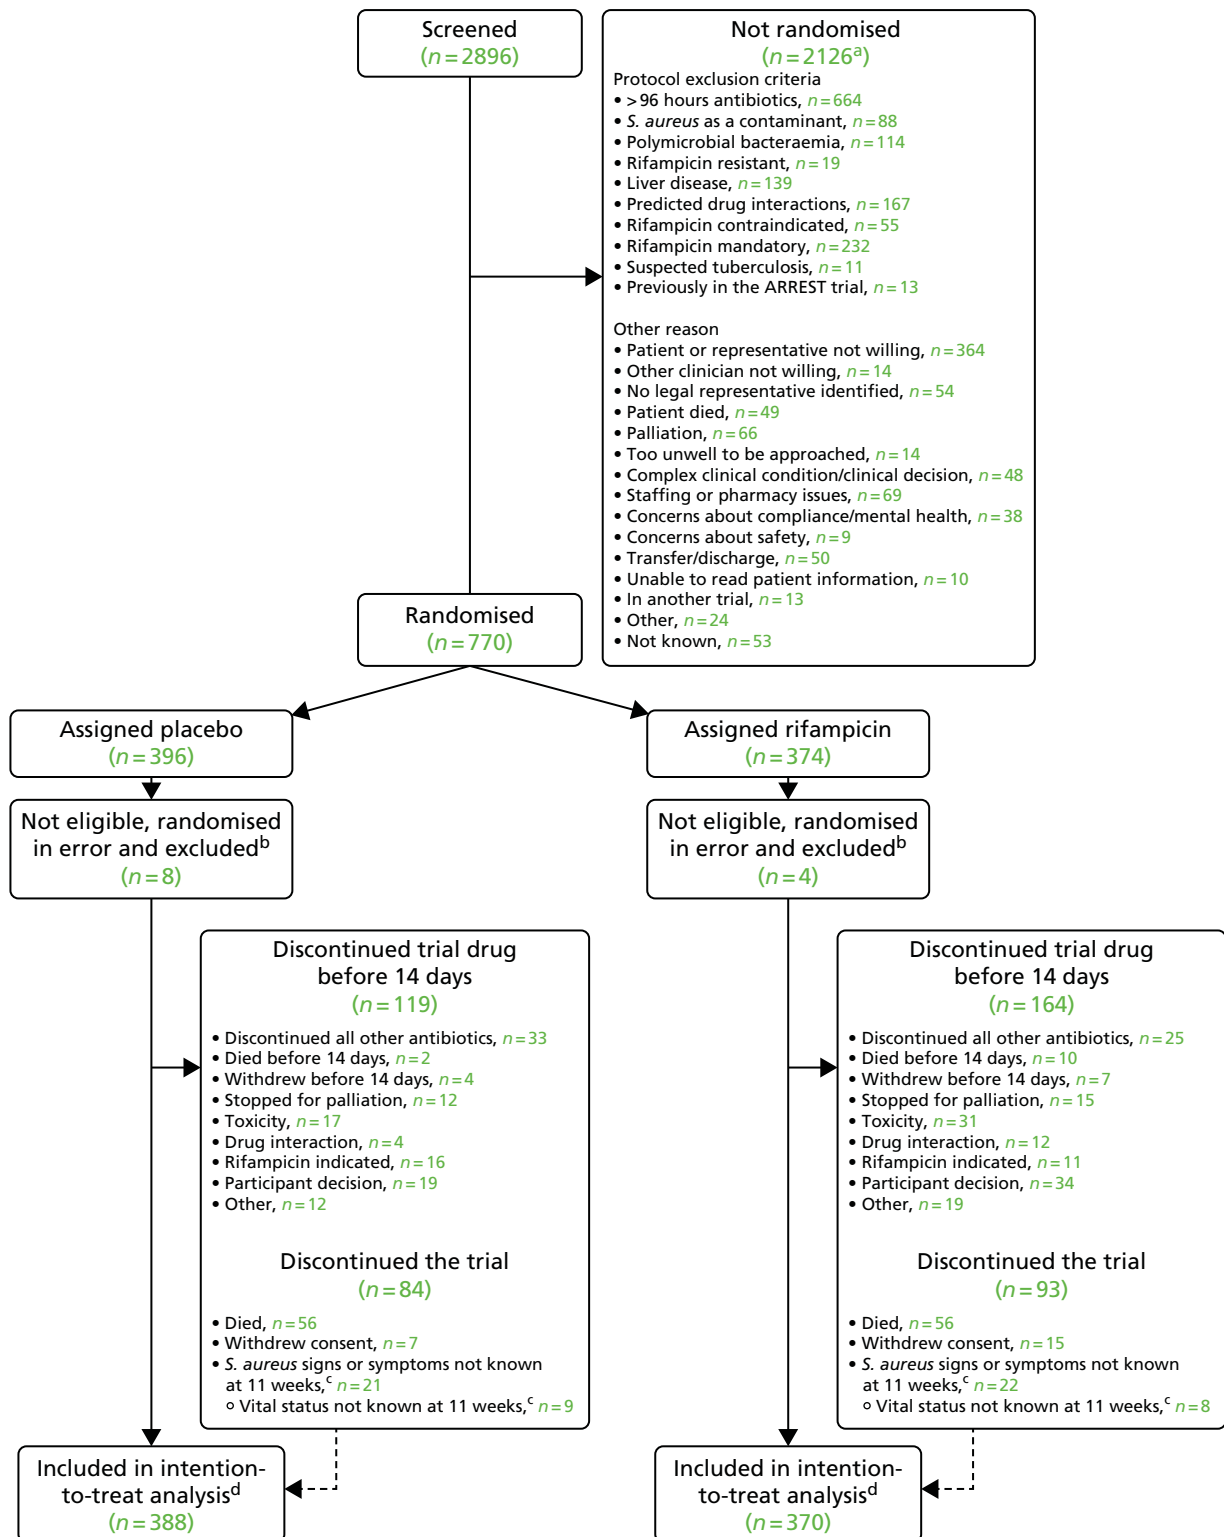 Screened
(n = 2896)
Not randomised
(n = 2126a)
Protocol exclusion criteria
• > 96 hours antibiotics, n = 664
• S. aureus as a contaminant, n = 88
• Polymicrobial bacteraemia, n = 114
• Rifampicin resistant, n = 19
• Liver disease, n = 139
• Predicted drug interactions, n = 167
• Rifampicin contraindicated, n = 55
• Rifampicin mandatory, n = 232
• Suspected tuberculosis, n = 11
• Previously in the ARREST trial, n = 13
Other reason
• Patient or representative not willing, n = 364
• Other clinician not willing, n = 14
• No legal representative identified, n = 54
• Patient died, n = 49
• Palliation, n = 66
• Too unwell to be approached, n = 14
• Complex clinical condition/clinical decision, n = 48
• Staffing or pharmacy issues, n = 69
• Concerns about compliance/mental health, n = 38
• Concerns about safety, n = 9
• Transfer/discharge, n = 50
• Unable to read patient information, n = 10
• In another trial, n = 13
• Other, n = 24
• Not known, n = 53
Randomised
(n = 770)
Assigned placebo
(n = 396)
Not eligible, randomised
in error and excludedb
(n = 8)
Discontinued trial drug
before 14 days
(n = 119)
• Discontinued all other antibiotics, n = 33
• Died before 14 days, n = 2
• Withdrew before 14 days, n = 4
• Stopped for palliation, n = 12
• Toxicity, n = 17
• Drug interaction, n = 4
• Rifampicin indicated, n = 16
• Participant decision, n = 19
• Other, n = 12
Discontinued the trial
(n = 84)
• Died, n = 56
• Withdrew consent, n = 7
• S. aureus signs or symptoms not known
at 11 weeks,c n = 21
o Vital status not known at 11 weeks,c n = 9
Included in intention-
to-treat analysisd
(n = 388)
Assigned rifampicin
(n = 374)
Not eligible, randomised
in error and excludedb
(n = 4)
Discontinued trial drug
before 14 days
(n = 164)
• Discontinued all other antibiotics, n = 25
• Died before 14 days, n = 10
• Withdrew before 14 days, n = 7
• Stopped for palliation, n = 15
• Toxicity, n = 31
• Drug interaction, n = 12
• Rifampicin indicated, n = 11
• Participant decision, n = 34
• Other, n = 19
Discontinued the trial
(n = 93)
• Died, n = 56
• Withdrew consent, n = 15
• S. aureus signs or symptoms not known
at 11 weeks,c n = 22
o Vital status not known at 11 weeks,c n = 8
Included in intention-
to-treat analysisd
(n = 370)